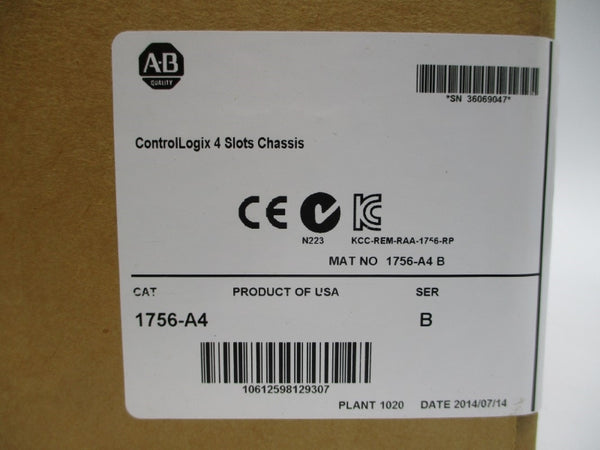 A-B
QUALITY
*SN 36069047*
ControlLogix 4 Slots Chassis
CE
N223 KCC-REM-RAA-1756-RP
MAT NO 1756-A4 B
CAT PRODUCT OF USA SER
1756-A4 B
10612598129307
PLANT 1020 DATE 2014/07/14